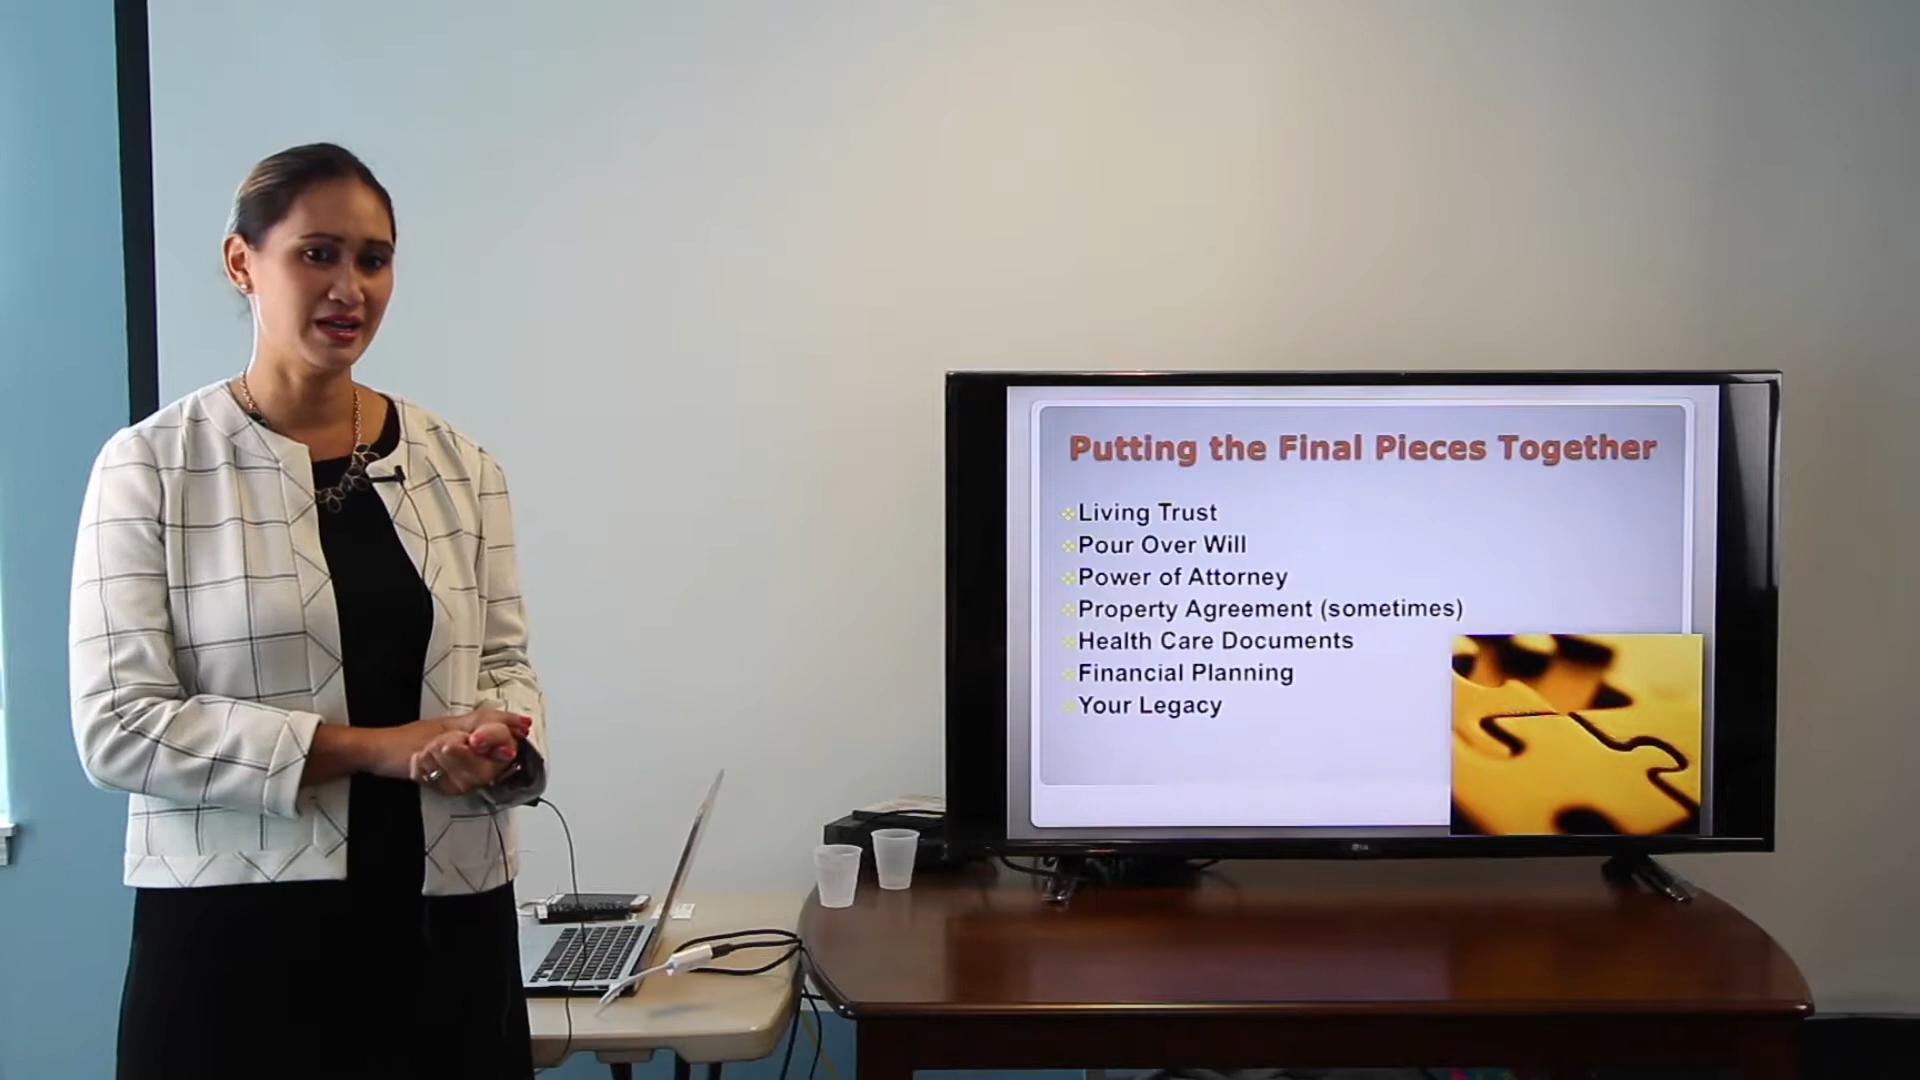 Putting the Final Pieces Together
Living Trust
Pour Over Will
Power of Attorney
Property Agreement (sometimes)
Health Care Documents
Financial Planning
Your Legacy
LG